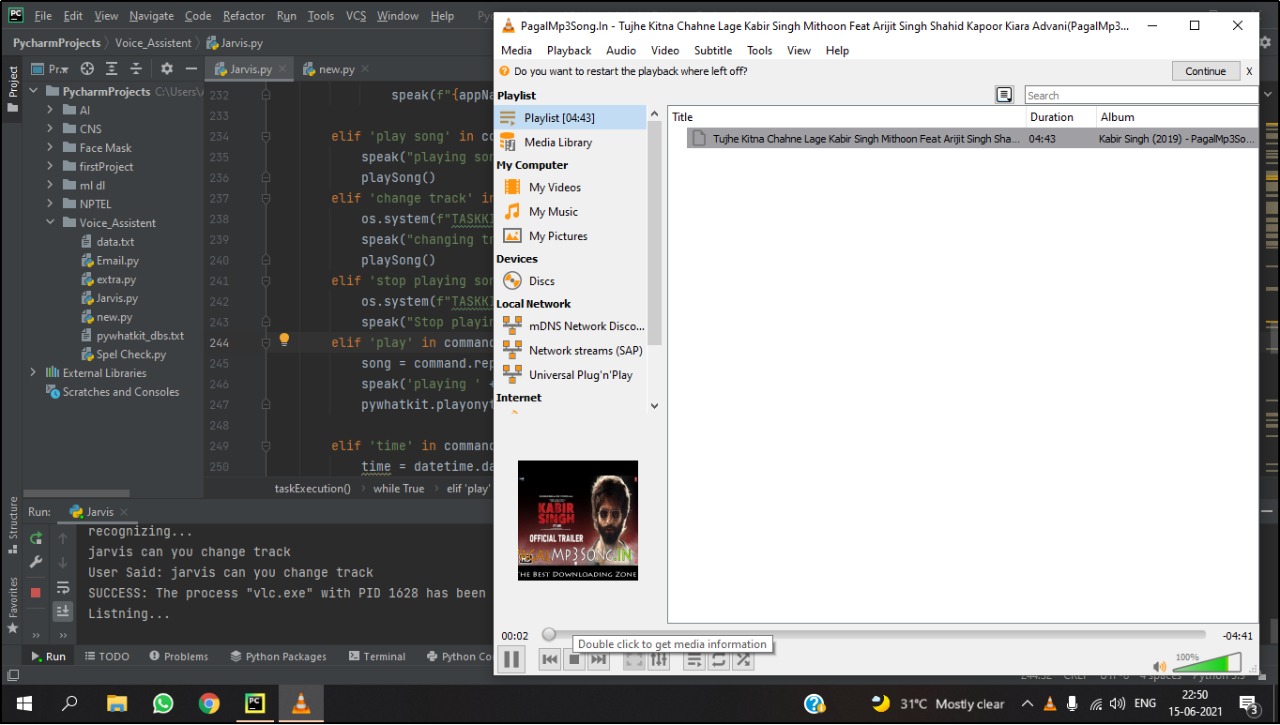 File Edit View Navigate Code Refactor Run Tools VCS Window Help
PycharmProjects Voice_Assistent Jarvis.py
Project
Pr...
Jarvis.py
new.py
PycharmProjects C:\Users\
AI
CNS
Face Mask
firstProject
ml dl
NPTEL
Voice_Assistent
data.txt
Email.py
extra.py
Jarvis.py
new.py
pywhatkit_dbs.txt
Spel Check.py
External Libraries
Scratches and Consoles
232 speak(f"{appNa
233
234 elif 'play song' in co
235 speak("playing son
236 playSong()
237 elif 'change track' in
238 os.system(f"TASKKI
239 speak("changing tr
240 playSong()
241 elif 'stop playing son
242 os.system(f"TASKKI
243 speak("Stop playin
244 elif 'play' in command
245 song = command.rep
246 speak('playing ' +
247 pywhatkit.playonyt
248
249 elif 'time' in command
250 time = datetime.da
taskExecution() while True elif 'play'
Structure
Favorites
Run: Jarvis
recognizing...
jarvis can you change track
User Said: jarvis can you change track
SUCCESS: The process "vlc.exe" with PID 1628 has been
Listning...
Run TODO Problems Python Packages Terminal Python Co
PagalMp3Song.In - Tujhe Kitna Chahne Lage Kabir Singh Mithoon Feat Arijit Singh Shahid Kapoor Kiara Advani(PagalMp3...
Media Playback Audio Video Subtitle Tools View Help
Do you want to restart the playback where left off? Continue X
Playlist
Playlist [04:43]
Media Library
My Computer
My Videos
My Music
My Pictures
Devices
Discs
Local Network
mDNS Network Disco...
Network streams (SAP)
Universal Plug'n'Play
Internet
Search
Title Duration Album
Tujhe Kitna Chahne Lage Kabir Singh Mithoon Feat Arijit Singh Sha... 04:43 Kabir Singh (2019) - PagalMp3So...
KABIR
SINGH
OFFICIAL TRAILER
PAGALMP3SONG.IN
THE BEST DOWNLOADING ZONE
00:02 -04:41
Double click to get media information
100%
31°C Mostly clear
ENG
22:50
15-06-2021
3